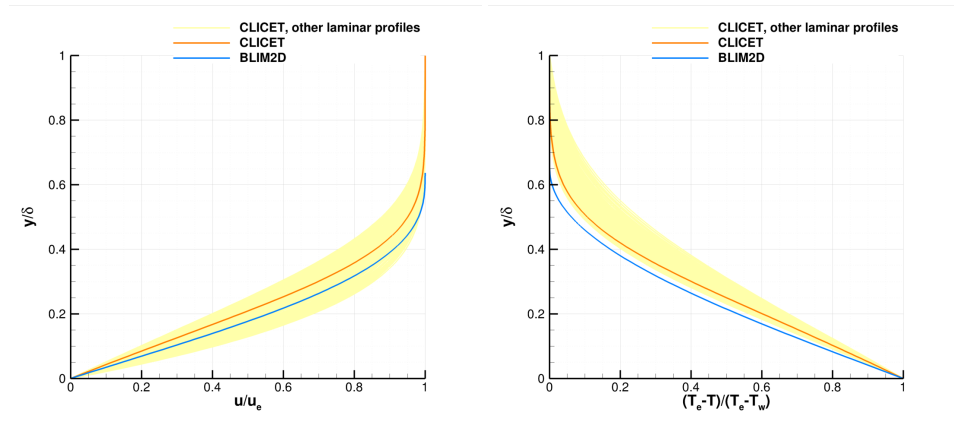 CLICET, other laminar profiles
CLICET
BLIM2D
1
0.8
0.6
0.4
0.2
0
y/δ
0 0.2 0.4 0.6 0.8 1
u/uₑ
CLICET, other laminar profiles
CLICET
BLIM2D
1
0.8
0.6
0.4
0.2
0
y/δ
0 0.2 0.4 0.6 0.8 1
(Tₑ-T)/(Tₑ-T_w)